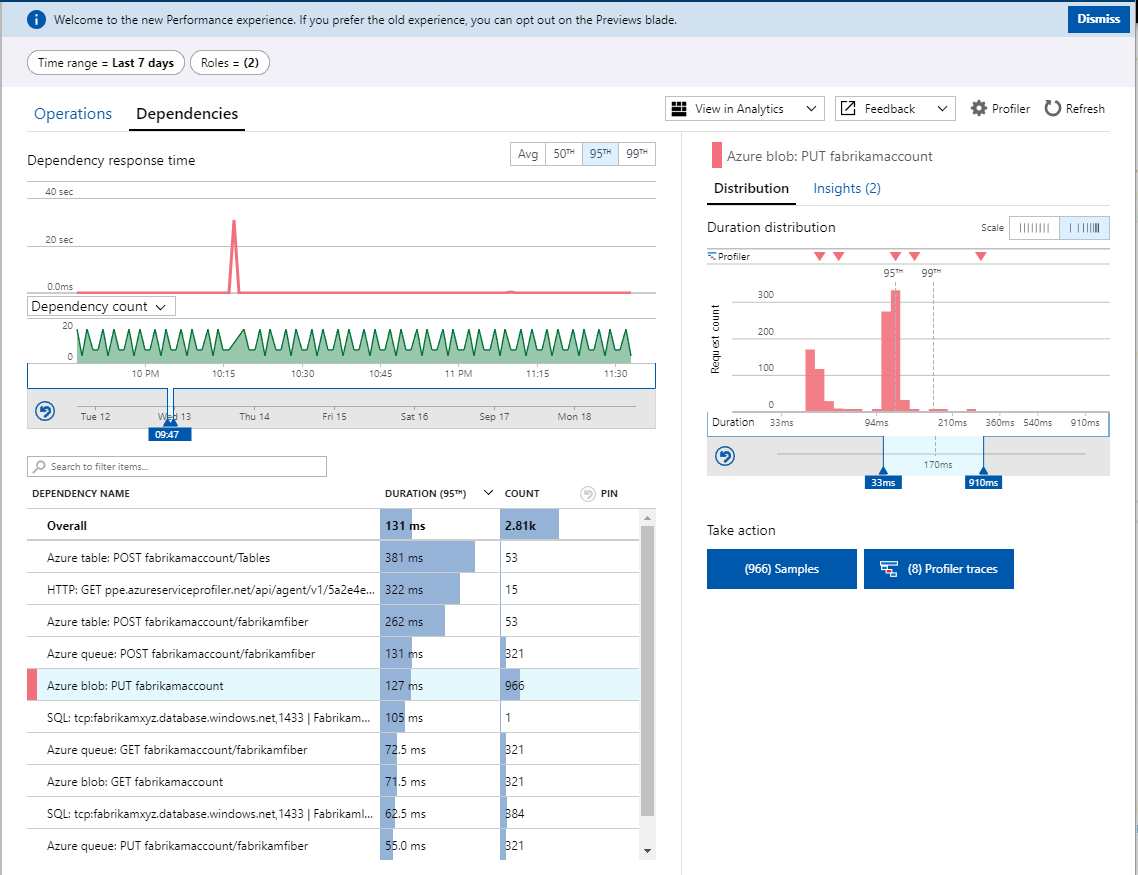 Welcome to the new Performance experience. If you prefer the old experience, you can opt out on the Previews blade.
Dismiss
Time range = Last 7 days
Roles = (2)
Operations
Dependencies
View in Analytics
Feedback
Profiler
Refresh
Dependency response time
Avg 50TH 95TH 99TH
40 sec
20 sec
0.0ms
Dependency count
20
0
10 PM 10:15 10:30 10:45 11 PM 11:15 11:30
Tue 12 Wed 13 Thu 14 Fri 15 Sat 16 Sep 17 Mon 18
09:47
Search to filter items...
DEPENDENCY NAME DURATION (95TH) COUNT PIN
Overall 131 ms 2.81k
Azure table: POST fabrikamaccount/Tables 381 ms 53
HTTP: GET ppe.azureserviceprofiler.net/api/agent/v1/5a2e4e... 322 ms 15
Azure table: POST fabrikamaccount/fabrikamfiber 262 ms 53
Azure queue: POST fabrikamaccount/fabrikamfiber 131 ms 321
Azure blob: PUT fabrikamaccount 127 ms 966
SQL: tcp:fabrikamxyz.database.windows.net,1433 | Fabrikam... 105 ms 1
Azure queue: GET fabrikamaccount/fabrikamfiber 72.5 ms 321
Azure blob: GET fabrikamaccount 71.5 ms 321
SQL: tcp:fabrikamxyz.database.windows.net,1433 | Fabrikaml... 62.5 ms 384
Azure queue: PUT fabrikamaccount/fabrikamfiber 55.0 ms 321
Azure blob: PUT fabrikamaccount
Distribution
Insights (2)
Duration distribution
Scale
Profiler
95TH 99TH
Request count
300
200
100
0
Duration 33ms 94ms 210ms 360ms 540ms 910ms
170ms
33ms 910ms
Take action
(966) Samples
(8) Profiler traces